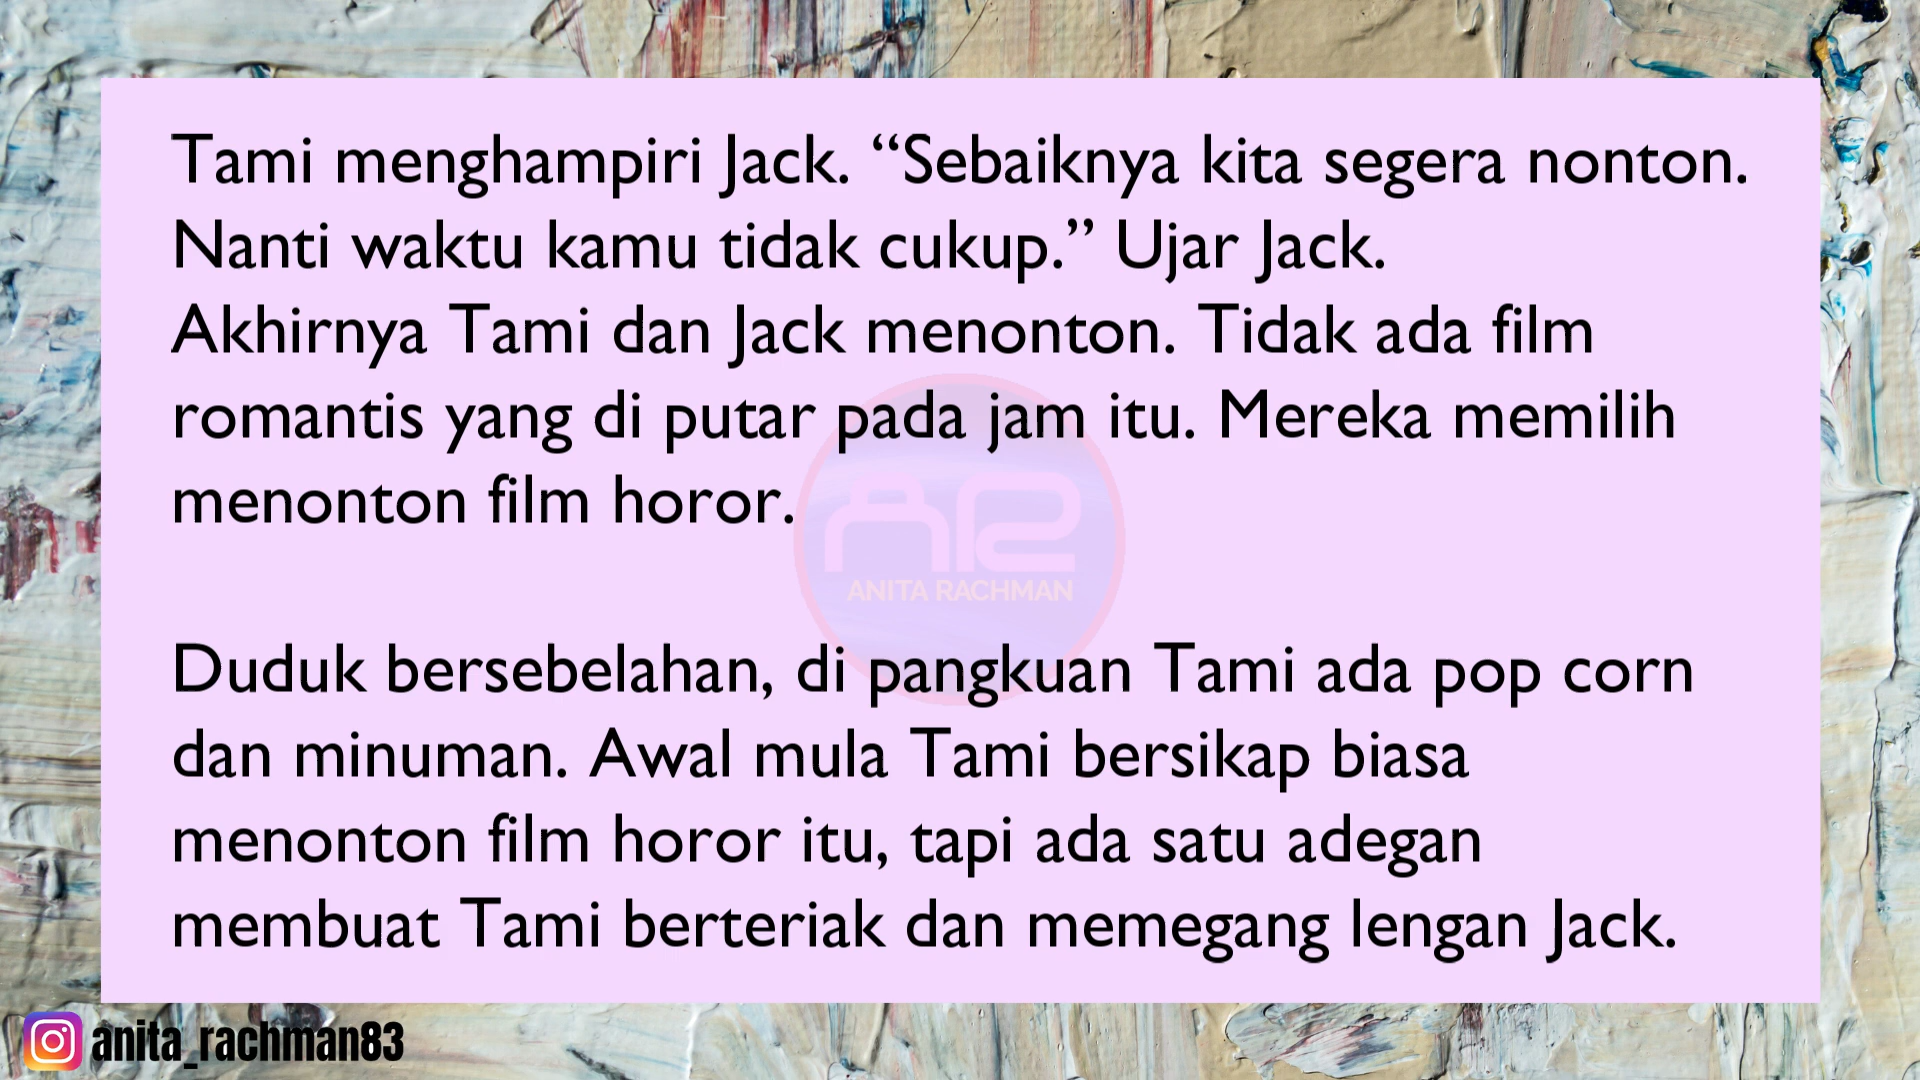 Tami menghampiri Jack. “Sebaiknya kita segera nonton.
Nanti waktu kamu tidak cukup.” Ujar Jack.
Akhirnya Tami dan Jack menonton. Tidak ada film
romantis yang di putar pada jam itu. Mereka memilih
menonton film horor.
AR
ANITA RACHMAN
Duduk bersebelahan, di pangkuan Tami ada pop corn
dan minuman. Awal mula Tami bersikap biasa
menonton film horor itu, tapi ada satu adegan
membuat Tami berteriak dan memegang lengan Jack.
anita_rachman83